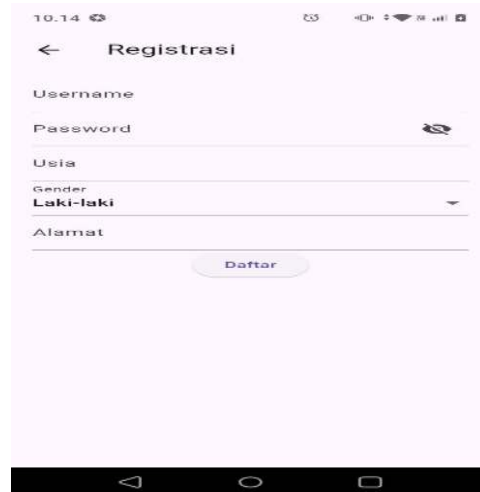 10.14
Registrasi
Username
Password
Usia
Gender
Laki-laki
Alamat
Daftar